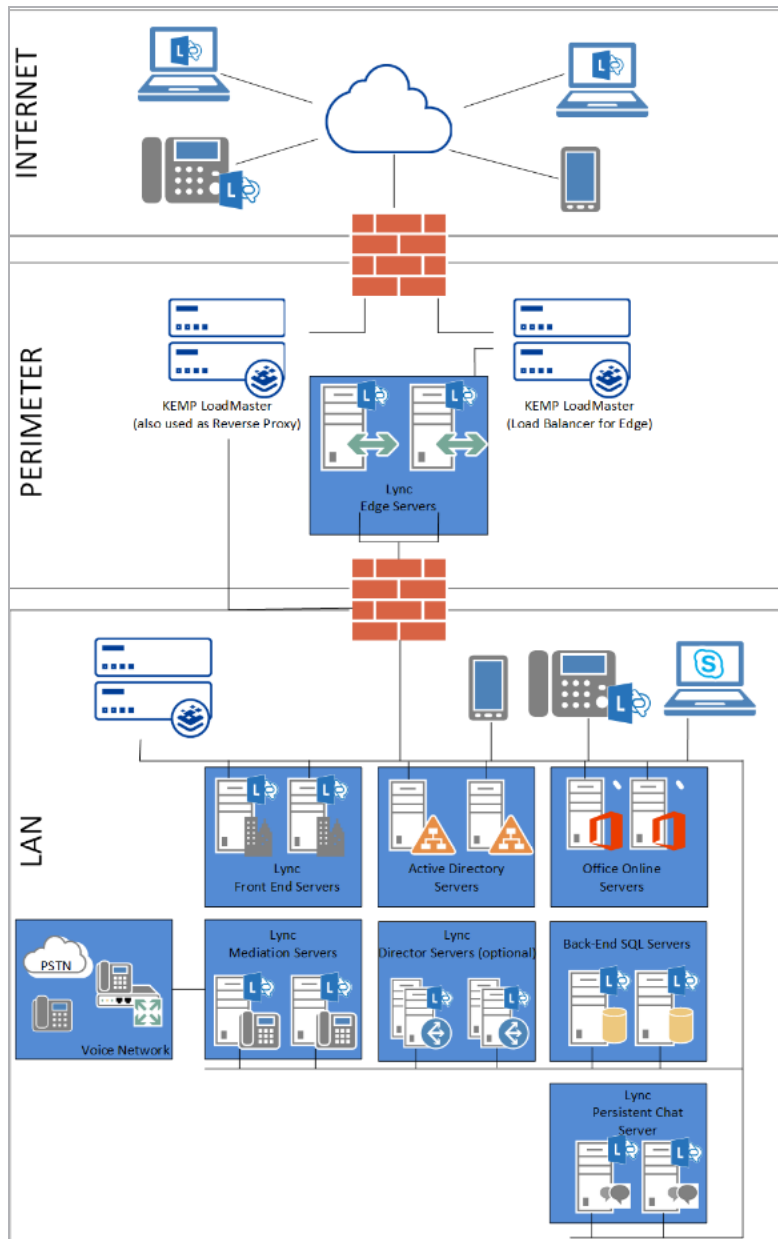 INTERNET
L
L
L
PERIMETER
KEMP LoadMaster
(also used as Reverse Proxy)
KEMP LoadMaster
(Load Balancer for Edge)
L
L
Lync
Edge Servers
LAN
L
S
L
L
Lync
Front End Servers
Active Directory
Servers
Office Online
Servers
PSTN
Voice Network
Lync
Mediation Servers
L
L
Lync
Director Servers (optional)
L
L
Back-End SQL Servers
L
L
Lync
Persistent Chat
Server
L
L